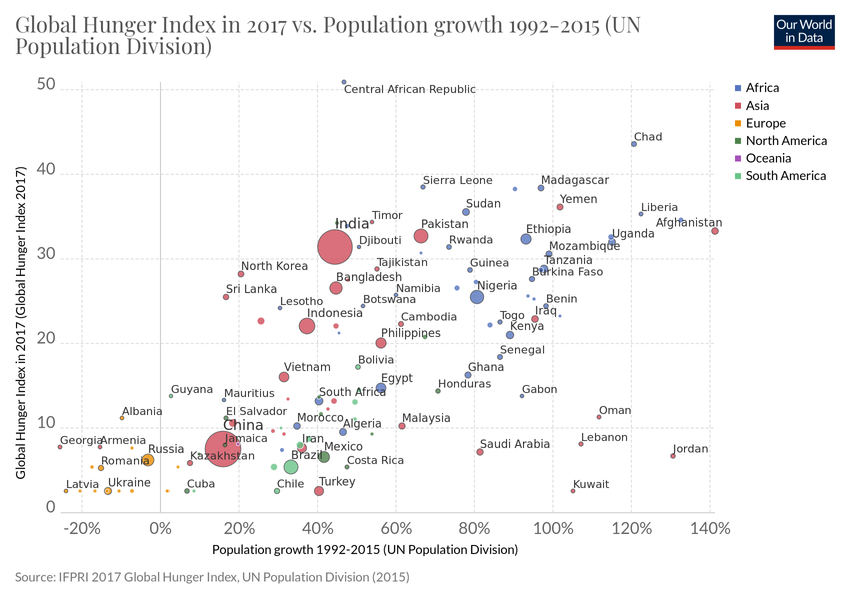 Global Hunger Index in 2017 vs. Population growth 1992-2015 (UN
Population Division)
Our World
in Data
Africa
Asia
Europe
North America
Oceania
South America
Global Hunger Index in 2017 (Global Hunger Index 2017)
50
40
30
20
10
0
Central African Republic
Chad
Sierra Leone
Madagascar
Yemen
Sudan
Liberia
Timor
India
Pakistan
Afghanistan
Ethiopia
Uganda
Djibouti
Rwanda
Mozambique
Tanzania
North Korea
Tajikistan
Guinea
Burkina Faso
Bangladesh
Sri Lanka
Namibia
Nigeria
Lesotho
Botswana
Benin
Indonesia
Cambodia
Togo
Iraq
Philippines
Kenya
Senegal
Bolivia
Vietnam
Ghana
Egypt
Guyana
Mauritius
South Africa
Honduras
Gabon
Albania
El Salvador
Oman
China
Morocco
Algeria
Malaysia
Georgia
Armenia
Jamaica
Iran
Mexico
Saudi Arabia
Lebanon
Russia
Jordan
Romania
Kazakhstan
Brazil
Costa Rica
Latvia
Ukraine
Cuba
Chile
Turkey
Kuwait
-20%
0%
20%
40%
60%
80%
100%
120%
140%
Population growth 1992-2015 (UN Population Division)
Source: IFPRI 2017 Global Hunger Index, UN Population Division (2015)